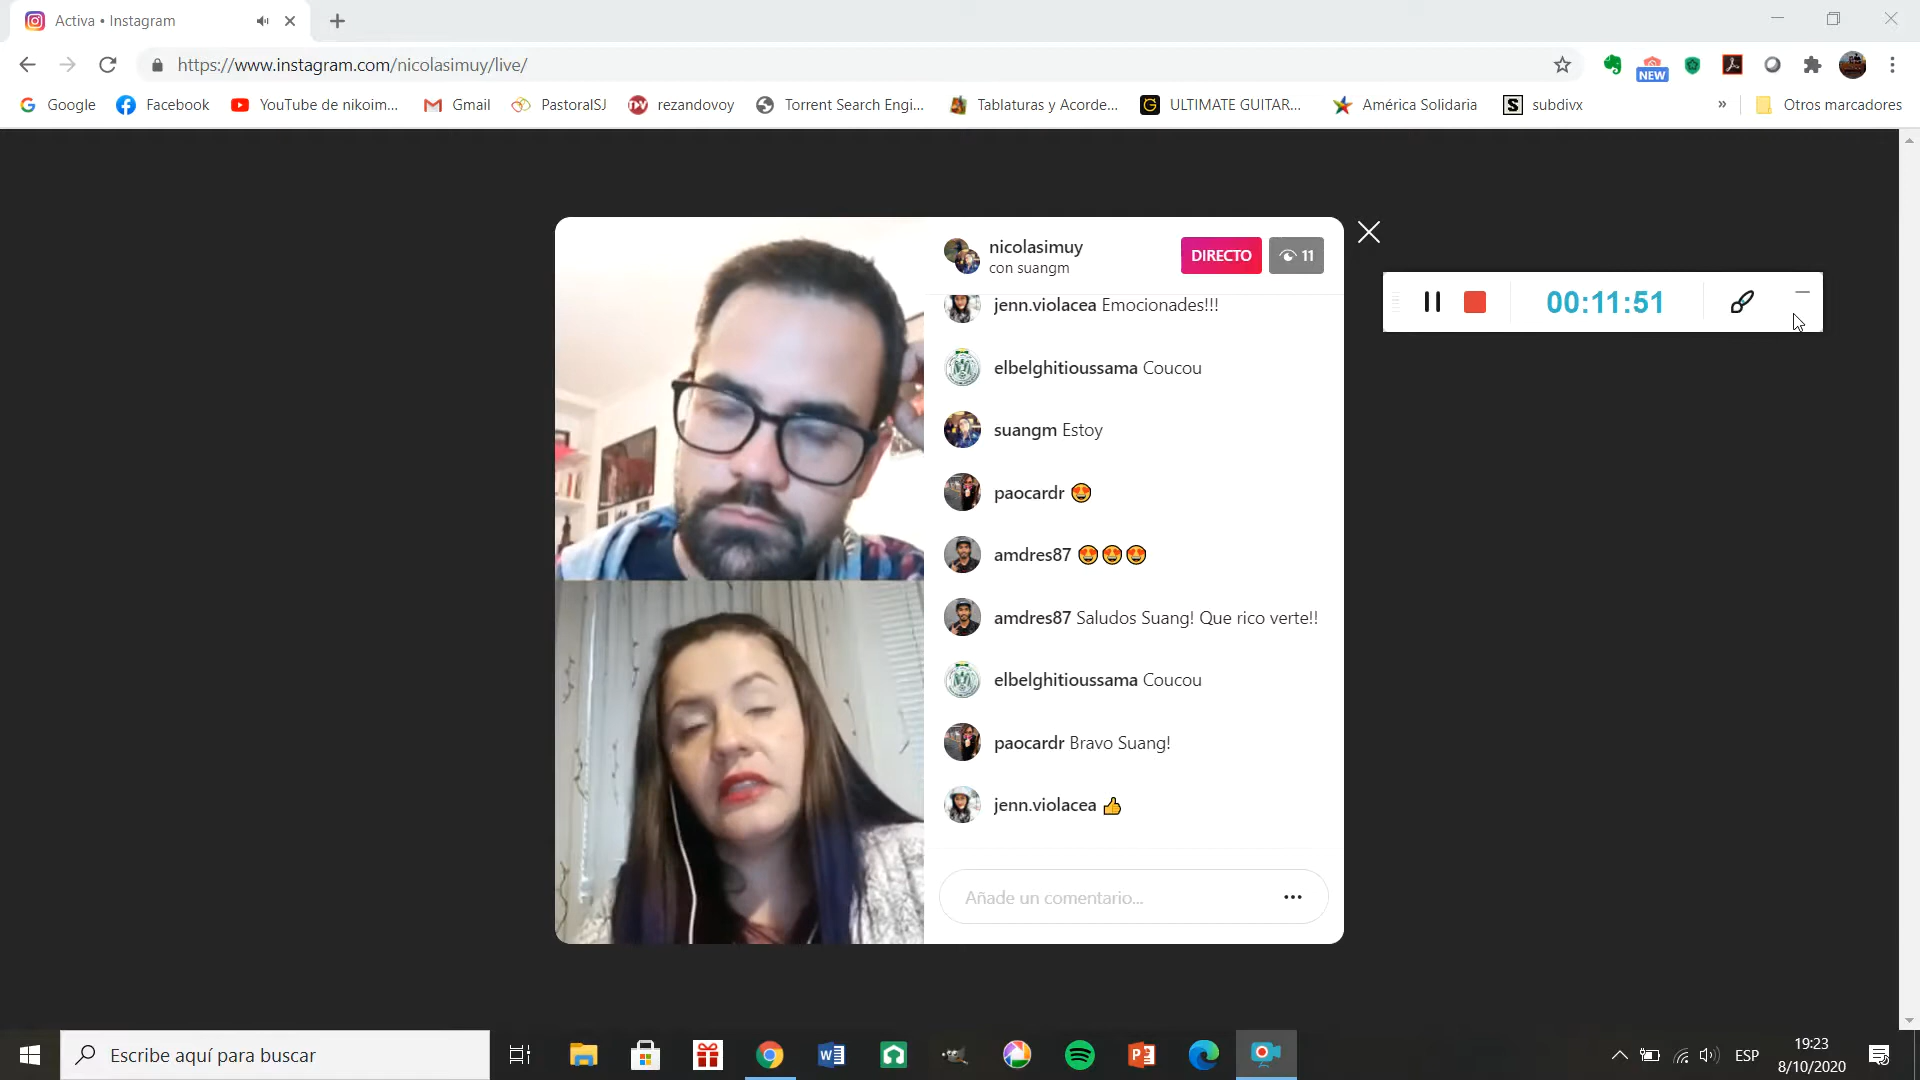 Activa • Instagram
https://www.instagram.com/nicolasimuy/live/
NEW
Google
Facebook
YouTube de nikoim...
Gmail
PastoralSJ
rezandovoy
Torrent Search Engi...
Tablaturas y Acorde...
ULTIMATE GUITAR...
América Solidaria
subdivx
»
Otros marcadores
nicolasimuy
con suangm
DIRECTO
11
00:11:51
jenn.violacea Emocionades!!!
elbelghitioussama Coucou
suangm Estoy
paocardr 😍
amdres87 😍😍😍
amdres87 Saludos Suang! Que rico verte!!
elbelghitioussama Coucou
paocardr Bravo Suang!
jenn.violacea 👍
Añade un comentario...
Escribe aquí para buscar
ESP
19:23
8/10/2020